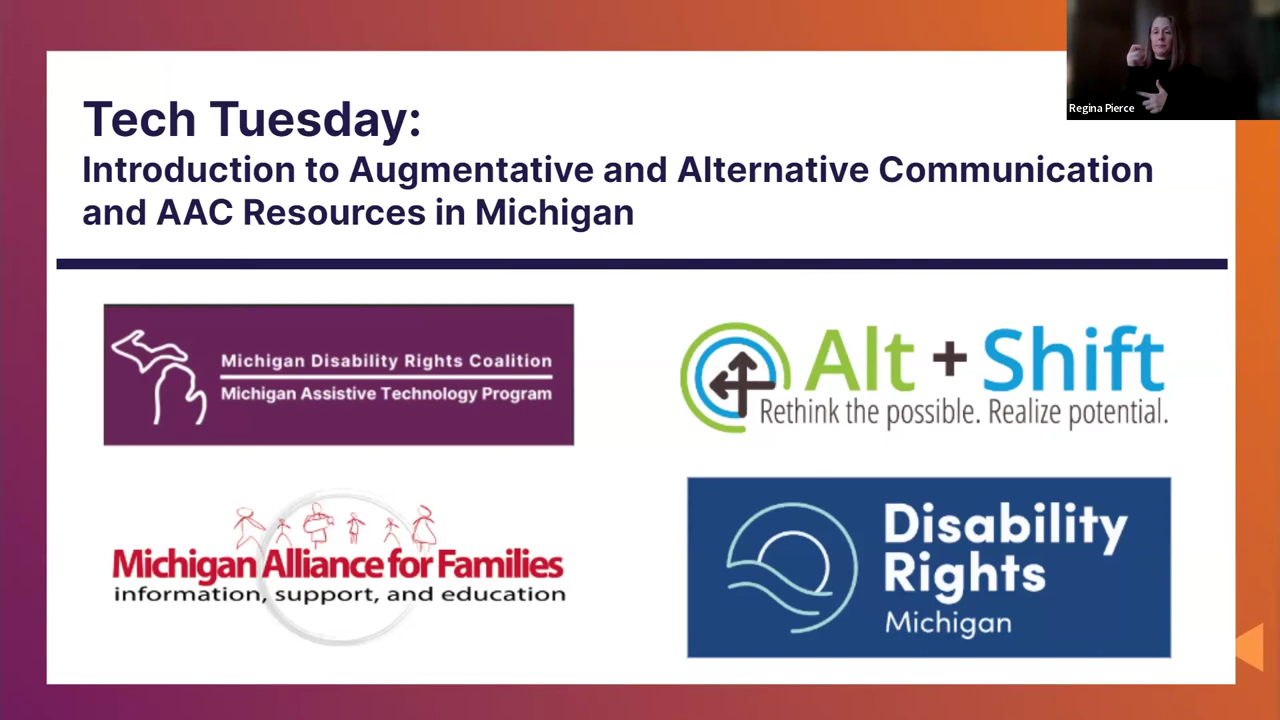 Regina Pierce
Tech Tuesday:
Introduction to Augmentative and Alternative Communication
and AAC Resources in Michigan
Michigan Disability Rights Coalition
Michigan Assistive Technology Program
Alt + Shift
Rethink the possible. Realize potential.
Michigan Alliance for Families
information, support, and education
Disability
Rights
Michigan